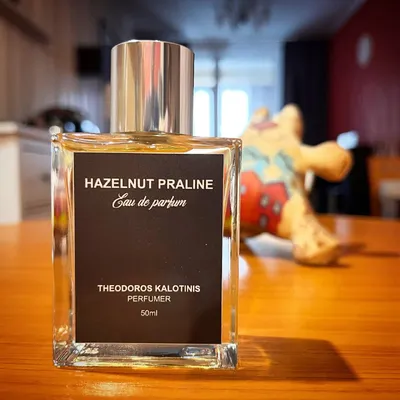 HAZELNUT PRALINE
Eau de parfum
THEODOROS KALOTINIS
PERFUMER
50ml